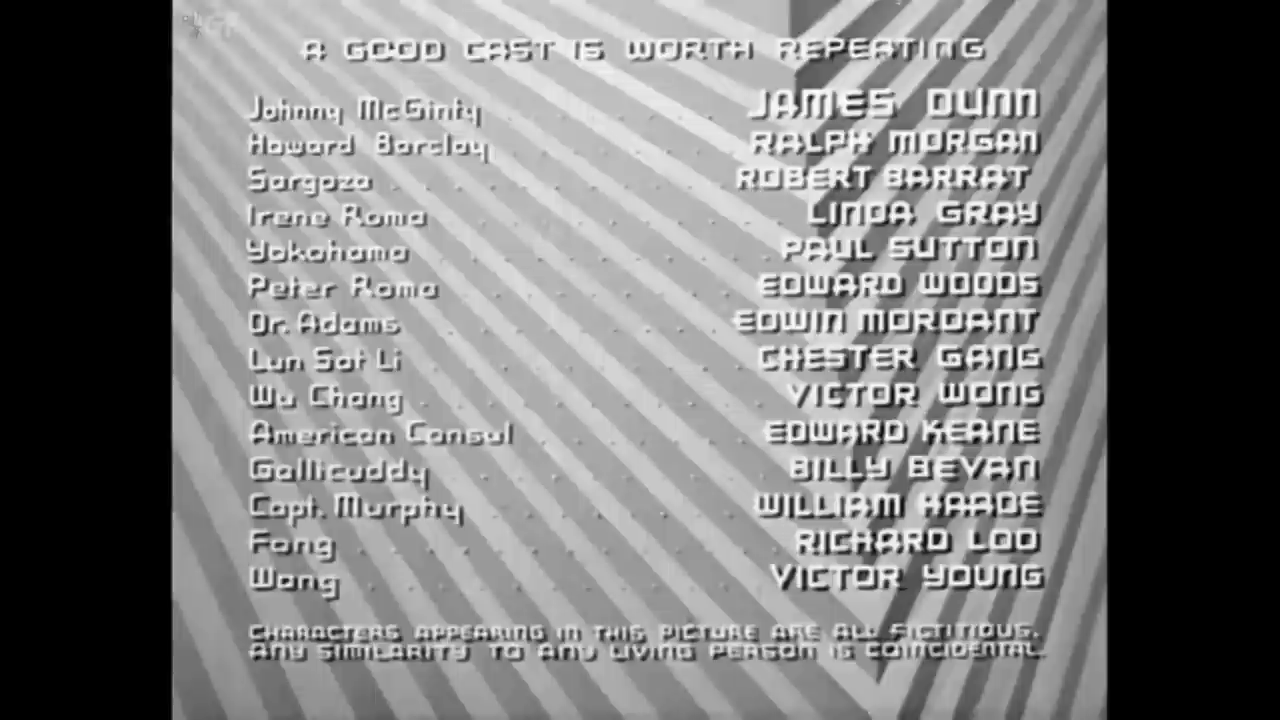 A GOOD CAST IS WORTH REPEATING
Johnny McGinty . . . . . . . JAMES DUNN
Howard Barclay . . . . . . . RALPH MORGAN
Sargoza . . . . . . . . . ROBERT BARRAT
Irene Roma . . . . . . . . . LINDA GRAY
Yokohama . . . . . . . . . PAUL SUTTON
Peter Roma . . . . . . . . EDWARD WOODS
Dr. Adams . . . . . . . . EDWIN MORDANT
Lun Sat Li . . . . . . . . CHESTER GANG
Wu Chang . . . . . . . . . VICTOR WONG
American Consul . . . . . . EDWARD KEANE
Gallicuddy . . . . . . . . BILLY BEVAN
Capt. Murphy . . . . . . . WILLIAM HAADE
Fong . . . . . . . . . . . RICHARD LOO
Wang . . . . . . . . . . VICTOR YOUNG
CHARACTERS APPEARING IN THIS PICTURE ARE ALL FICTITIOUS.
ANY SIMILARITY TO ANY LIVING PERSON IS COINCIDENTAL.